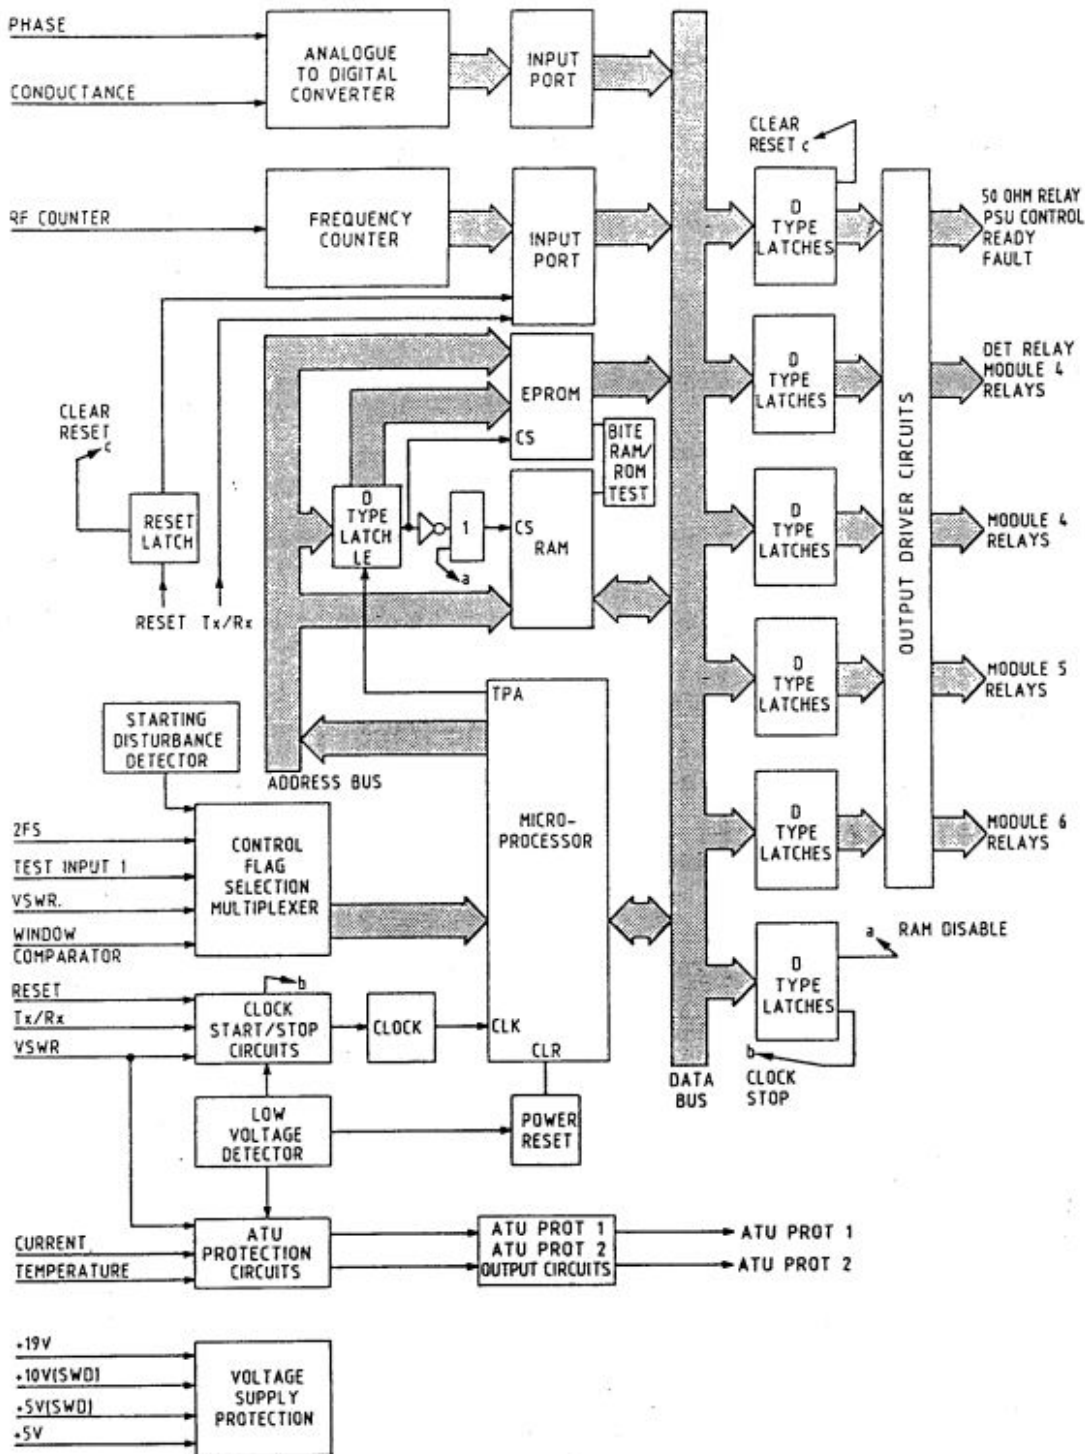 PHASE
CONDUCTANCE
ANALOGUE
TO DIGITAL
CONVERTER
INPUT
PORT
CLEAR
RESET c
D
TYPE
LATCHES
50 OHM RELAY
PSU CONTROL
READY
FAULT
RF COUNTER
FREQUENCY
COUNTER
INPUT
PORT
D
TYPE
LATCHES
DET RELAY
MODULE 4
RELAYS
EPROM
CS
BITE
RAM/
ROM
TEST
CLEAR
RESET
c
RESET
LATCH
RESET Tx/Rx
D
TYPE
LATCH
LE
1
a
CS
RAM
D
TYPE
LATCHES
MODULE 4
RELAYS
OUTPUT DRIVER CIRCUITS
D
TYPE
LATCHES
MODULE 5
RELAYS
STARTING
DISTURBANCE
DETECTOR
ADDRESS BUS
TPA
MICRO-
PROCESSOR
CLK
CLR
D
TYPE
LATCHES
MODULE 6
RELAYS
2FS
TEST INPUT 1
VSWR.
WINDOW
COMPARATOR
CONTROL
FLAG
SELECTION
MULTIPLEXER
D
TYPE
LATCHES
a RAM DISABLE
b
CLOCK
STOP
DATA
BUS
RESET
Tx/Rx
VSWR
b
CLOCK
START/STOP
CIRCUITS
CLOCK
LOW
VOLTAGE
DETECTOR
POWER
RESET
CURRENT
TEMPERATURE
ATU
PROTECTION
CIRCUITS
ATU PROT 1
ATU PROT 2
OUTPUT CIRCUITS
ATU PROT 1
ATU PROT 2
+19V
+10V(SWD)
+5V(SWD)
+5V
VOLTAGE
SUPPLY
PROTECTION